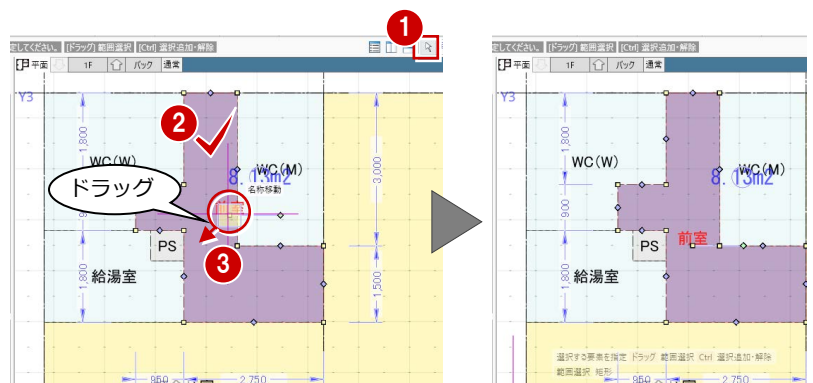 1
定してください。 [ドラッグ] 範囲選択 [Ctrl] 選択追加・解除
平面 1F パック 通常
Y3
2
1,800
3,000
WC(W)
WC(M)
8.13m2
名称移動
ドラッグ
3
PS
給湯室
1,800
1,500
950
2,750
定してください。 [ドラッグ] 範囲選択 [Ctrl] 選択追加・解除
平面 1F パック 通常
Y3
1,800
WC(W)
WC(M)
8.13m2
900
前室
PS
給湯室
1,800
選択する要素を指定 ドラッグ 範囲選択 Ctrl 選択追加・解除
範囲選択 矩形
950
2,750